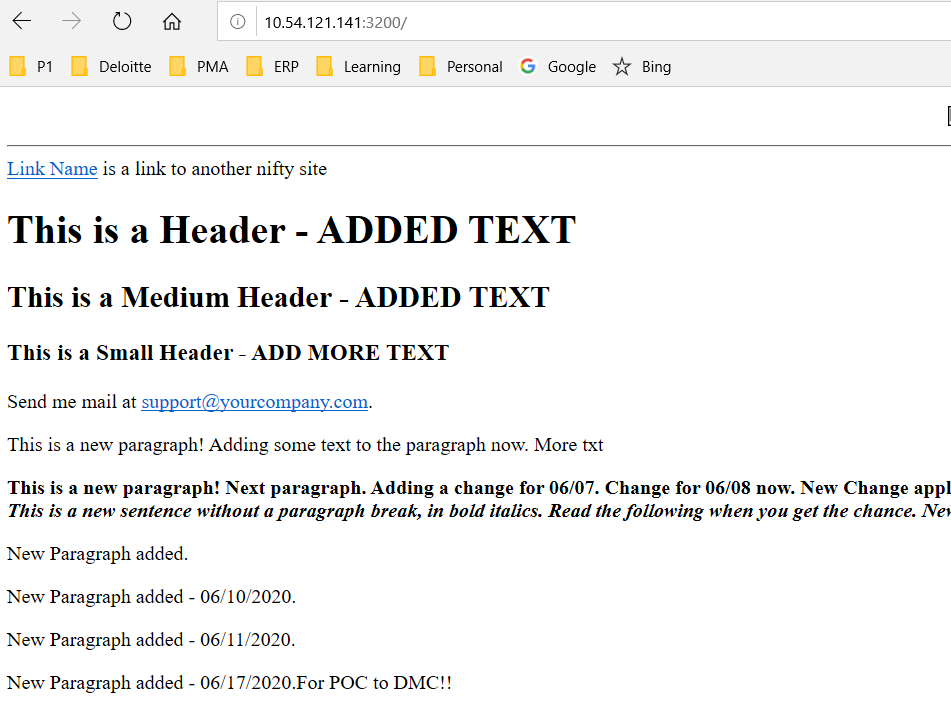 10.54.121.141:3200/
P1 Deloitte PMA ERP Learning Personal Google Bing
Link Name is a link to another nifty site
This is a Header - ADDED TEXT
This is a Medium Header - ADDED TEXT
This is a Small Header - ADD MORE TEXT
Send me mail at support@yourcompany.com.
This is a new paragraph! Adding some text to the paragraph now. More txt
This is a new paragraph! Next paragraph. Adding a change for 06/07. Change for 06/08 now. New Change appl
This is a new sentence without a paragraph break, in bold italics. Read the following when you get the chance. New
New Paragraph added.
New Paragraph added - 06/10/2020.
New Paragraph added - 06/11/2020.
New Paragraph added - 06/17/2020.For POC to DMC!!